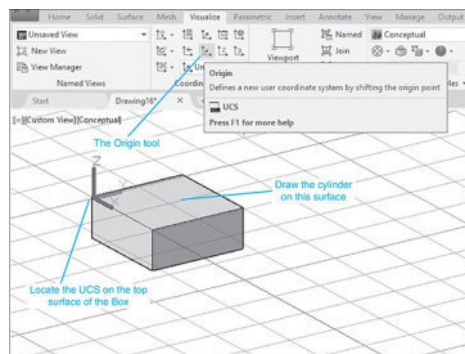 Home Solid Surface Mesh Visualize Parametric Insert Annotate View Manage Output
Unsaved View
New View
View Manager
Named Views
Named
Join
Viewport
Conceptual
Un
Coordin
Origin
Defines a new user coordinate system by shifting the origin point
UCS
Press F1 for more help
Start Drawing16*
[−][Custom View][Conceptual]
The Origin tool
Z
Draw the cylinder
on this surface
Locate the UCS on the top
surface of the Box